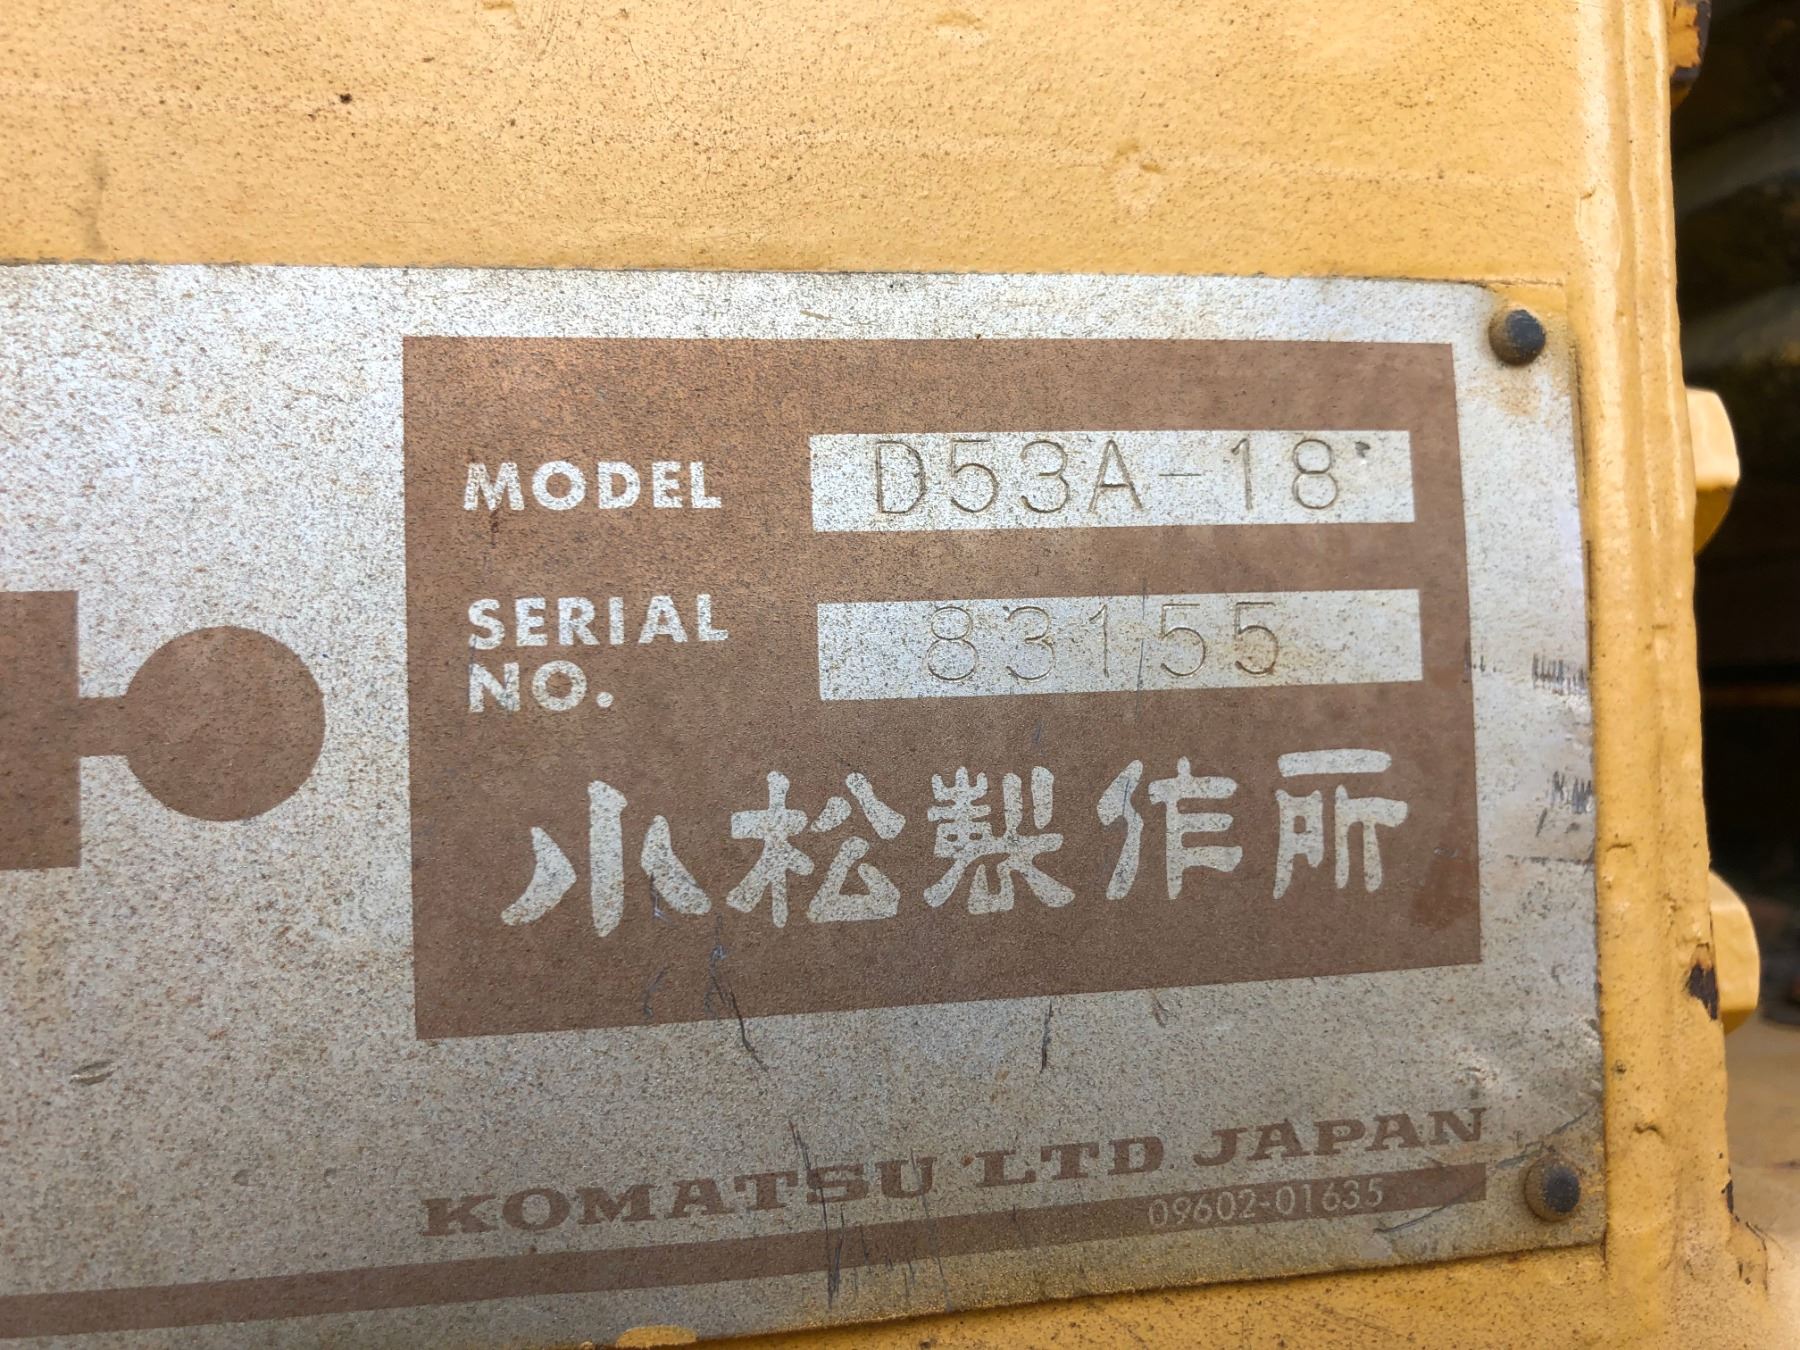 MODEL D53A-18
SERIAL NO. 83155
小松製作所
KOMATSU LTD JAPAN
09602-01635